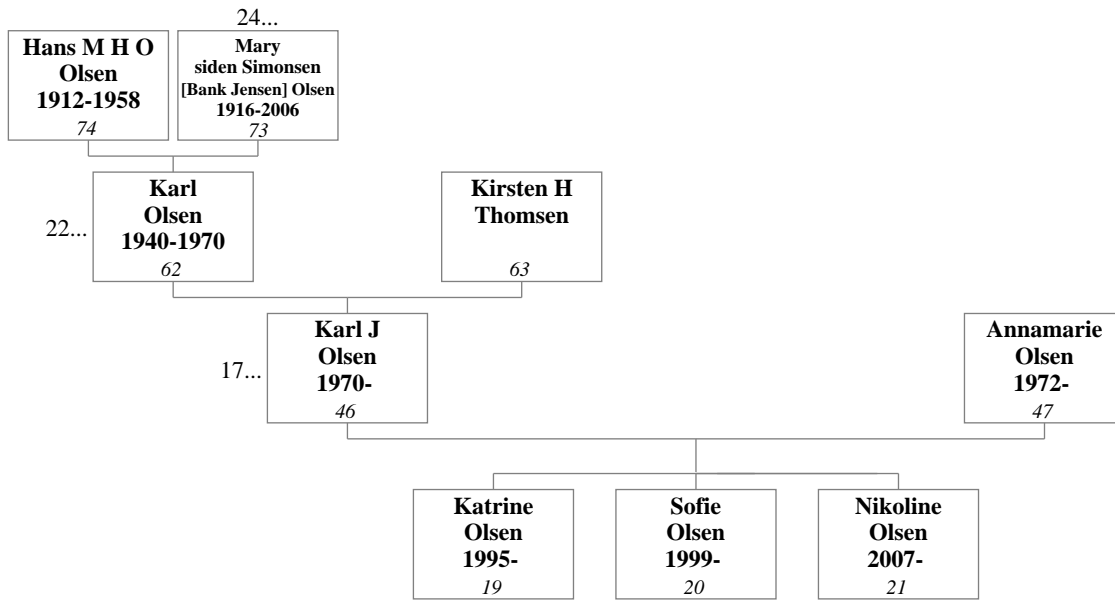 24...
Hans M H O
Olsen
1912-1958
74
Mary
siden Simonsen
[Bank Jensen] Olsen
1916-2006
73
22...
Karl
Olsen
1940-1970
62
Kirsten H
Thomsen
63
17...
Karl J
Olsen
1970-
46
Annamarie
Olsen
1972-
47
Katrine
Olsen
1995-
19
Sofie
Olsen
1999-
20
Nikoline
Olsen
2007-
21